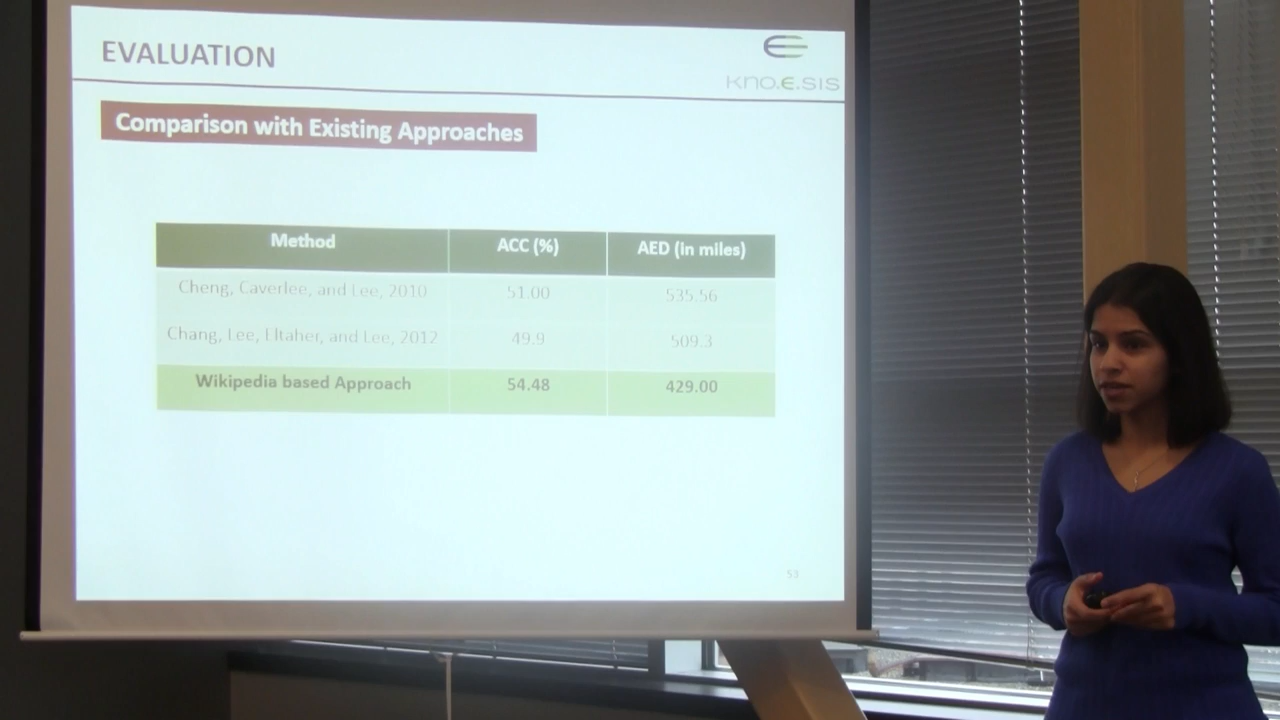 EVALUATION
kno.e.sis
Comparison with Existing Approaches
Method ACC (%) AED (in miles)
Cheng, Caverlee, and Lee, 2010 51.00 535.56
Chang, Lee, Eltaher, and Lee, 2012 49.9 509.3
Wikipedia based Approach 54.48 429.00
53